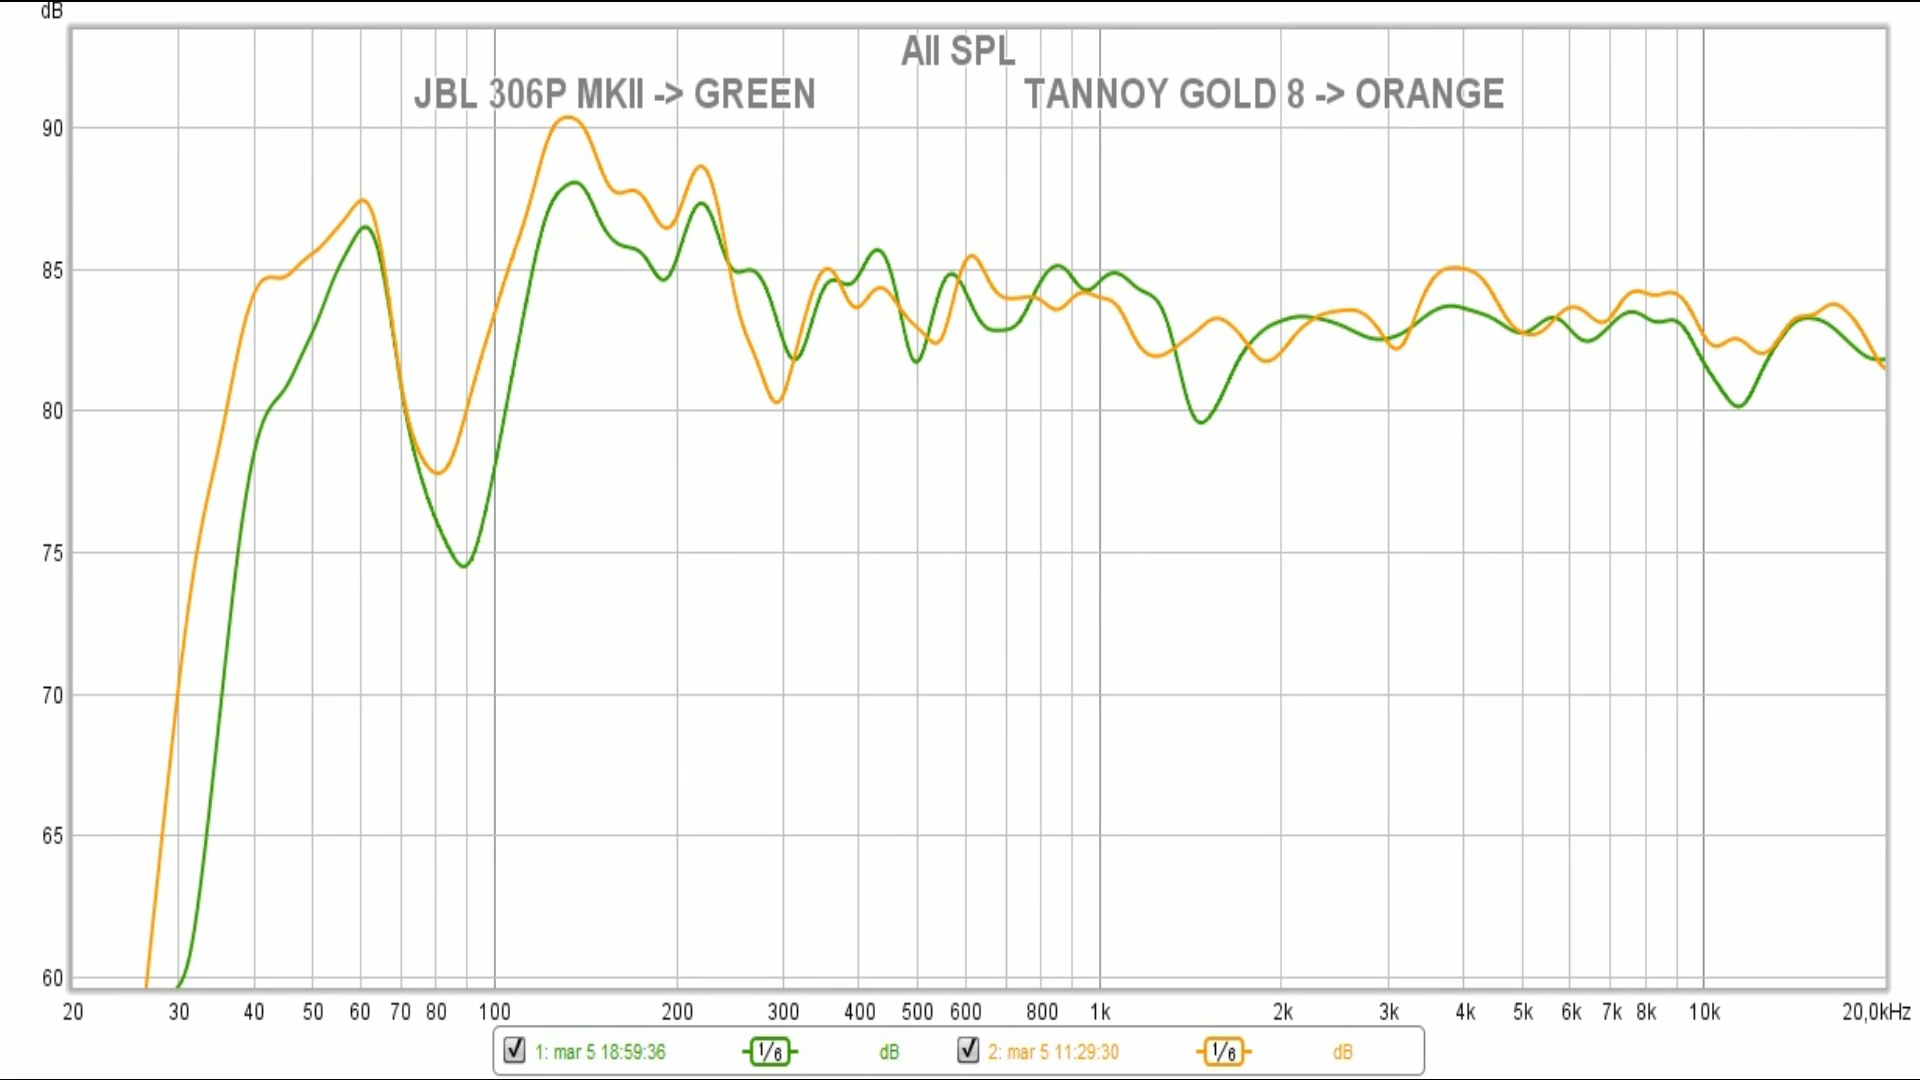 dB
All SPL
JBL 306P MKII -> GREEN TANNOY GOLD 8 -> ORANGE
90
85
80
75
70
65
60
20 30 40 50 60 70 80 100 200 300 400 500 600 800 1k 2k 3k 4k 5k 6k 7k 8k 10k 20,0kHz
1: mar 5 18:59:36 1/6 dB 2: mar 5 11:29:30 1/6 dB